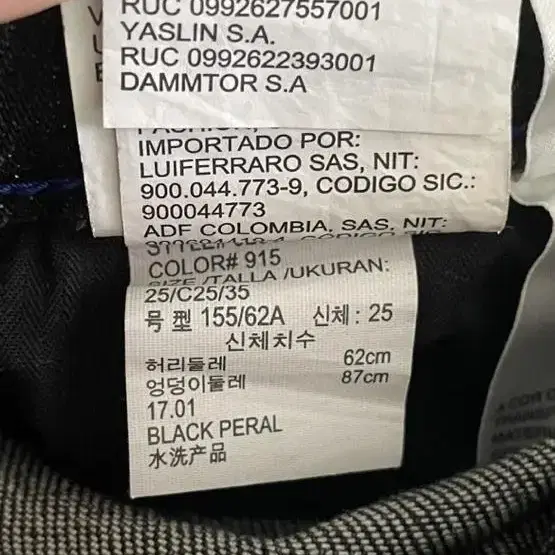 RUC 0992627557001
YASLIN S.A.
RUC 0992622393001
DAMMTOR S.A
IMPORTADO POR:
LUIFERRARO SAS, NIT:
900.044.773-9, CODIGO SIC.:
900044773
ADF COLOMBIA, SAS, NIT:
COLOR# 915
SIZE /TALLA /UKURAN:
25/C25/35
号 型 155/62A 신체 : 25
신체치수
허리둘레 62cm
엉덩이둘레 87cm
17.01
BLACK PERAL
水洗产品